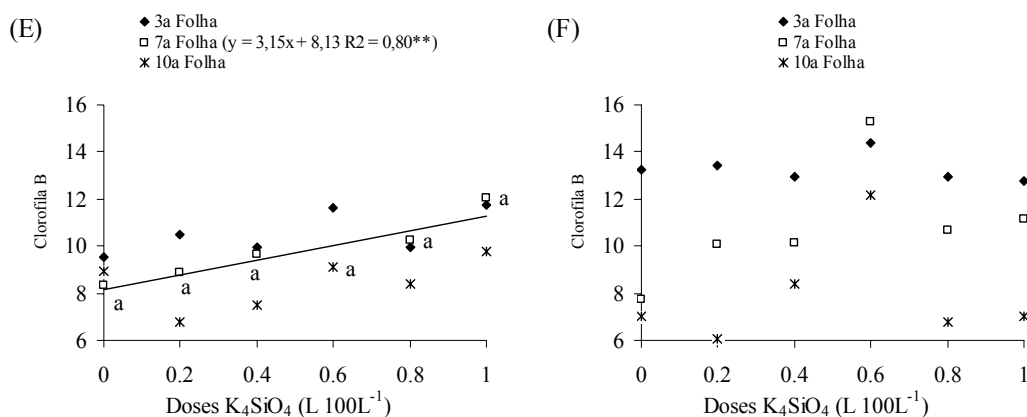 (E)
3a Folha
7a Folha (y = 3,15x + 8,13 R2 = 0,80**)
10a Folha
16
14
12
10
8
6
Clorofila B
a a a a a a
0 0.2 0.4 0.6 0.8 1
Doses K₄SiO₄ (L 100L⁻¹)
(F)
3a Folha
7a Folha
10a Folha
16
14
12
10
8
6
Clorofila B
0 0.2 0.4 0.6 0.8 1
Doses K₄SiO₄ (L 100L⁻¹)